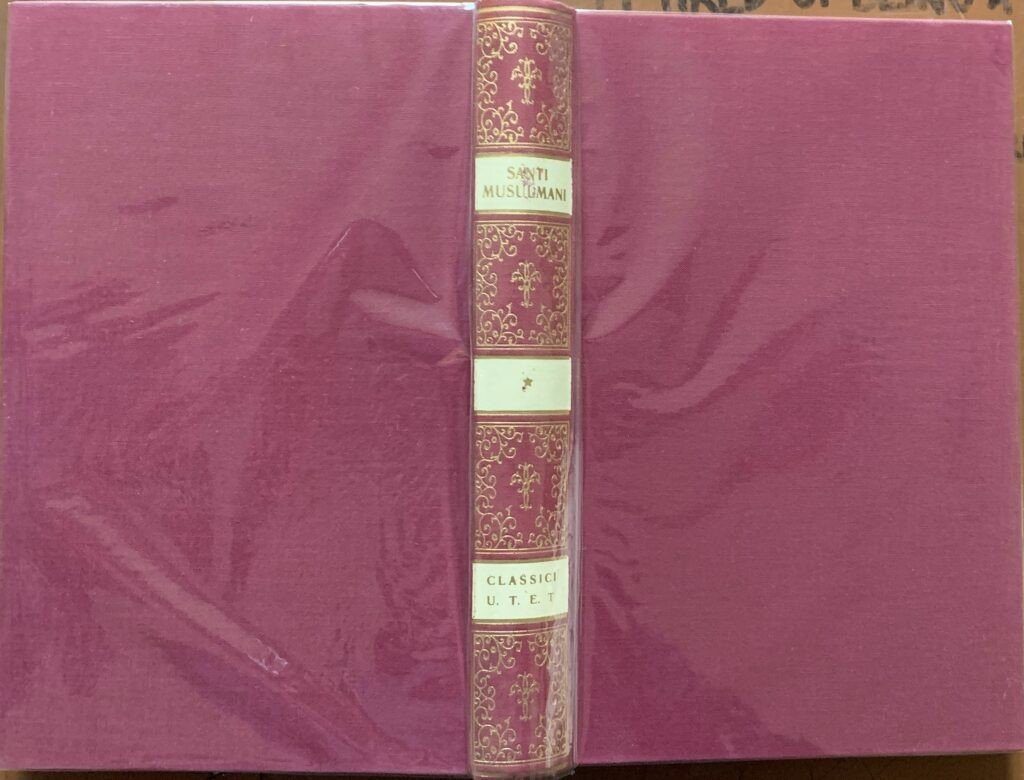 SANTI
MUSULMANI
CLASSICI
U. T. E. T